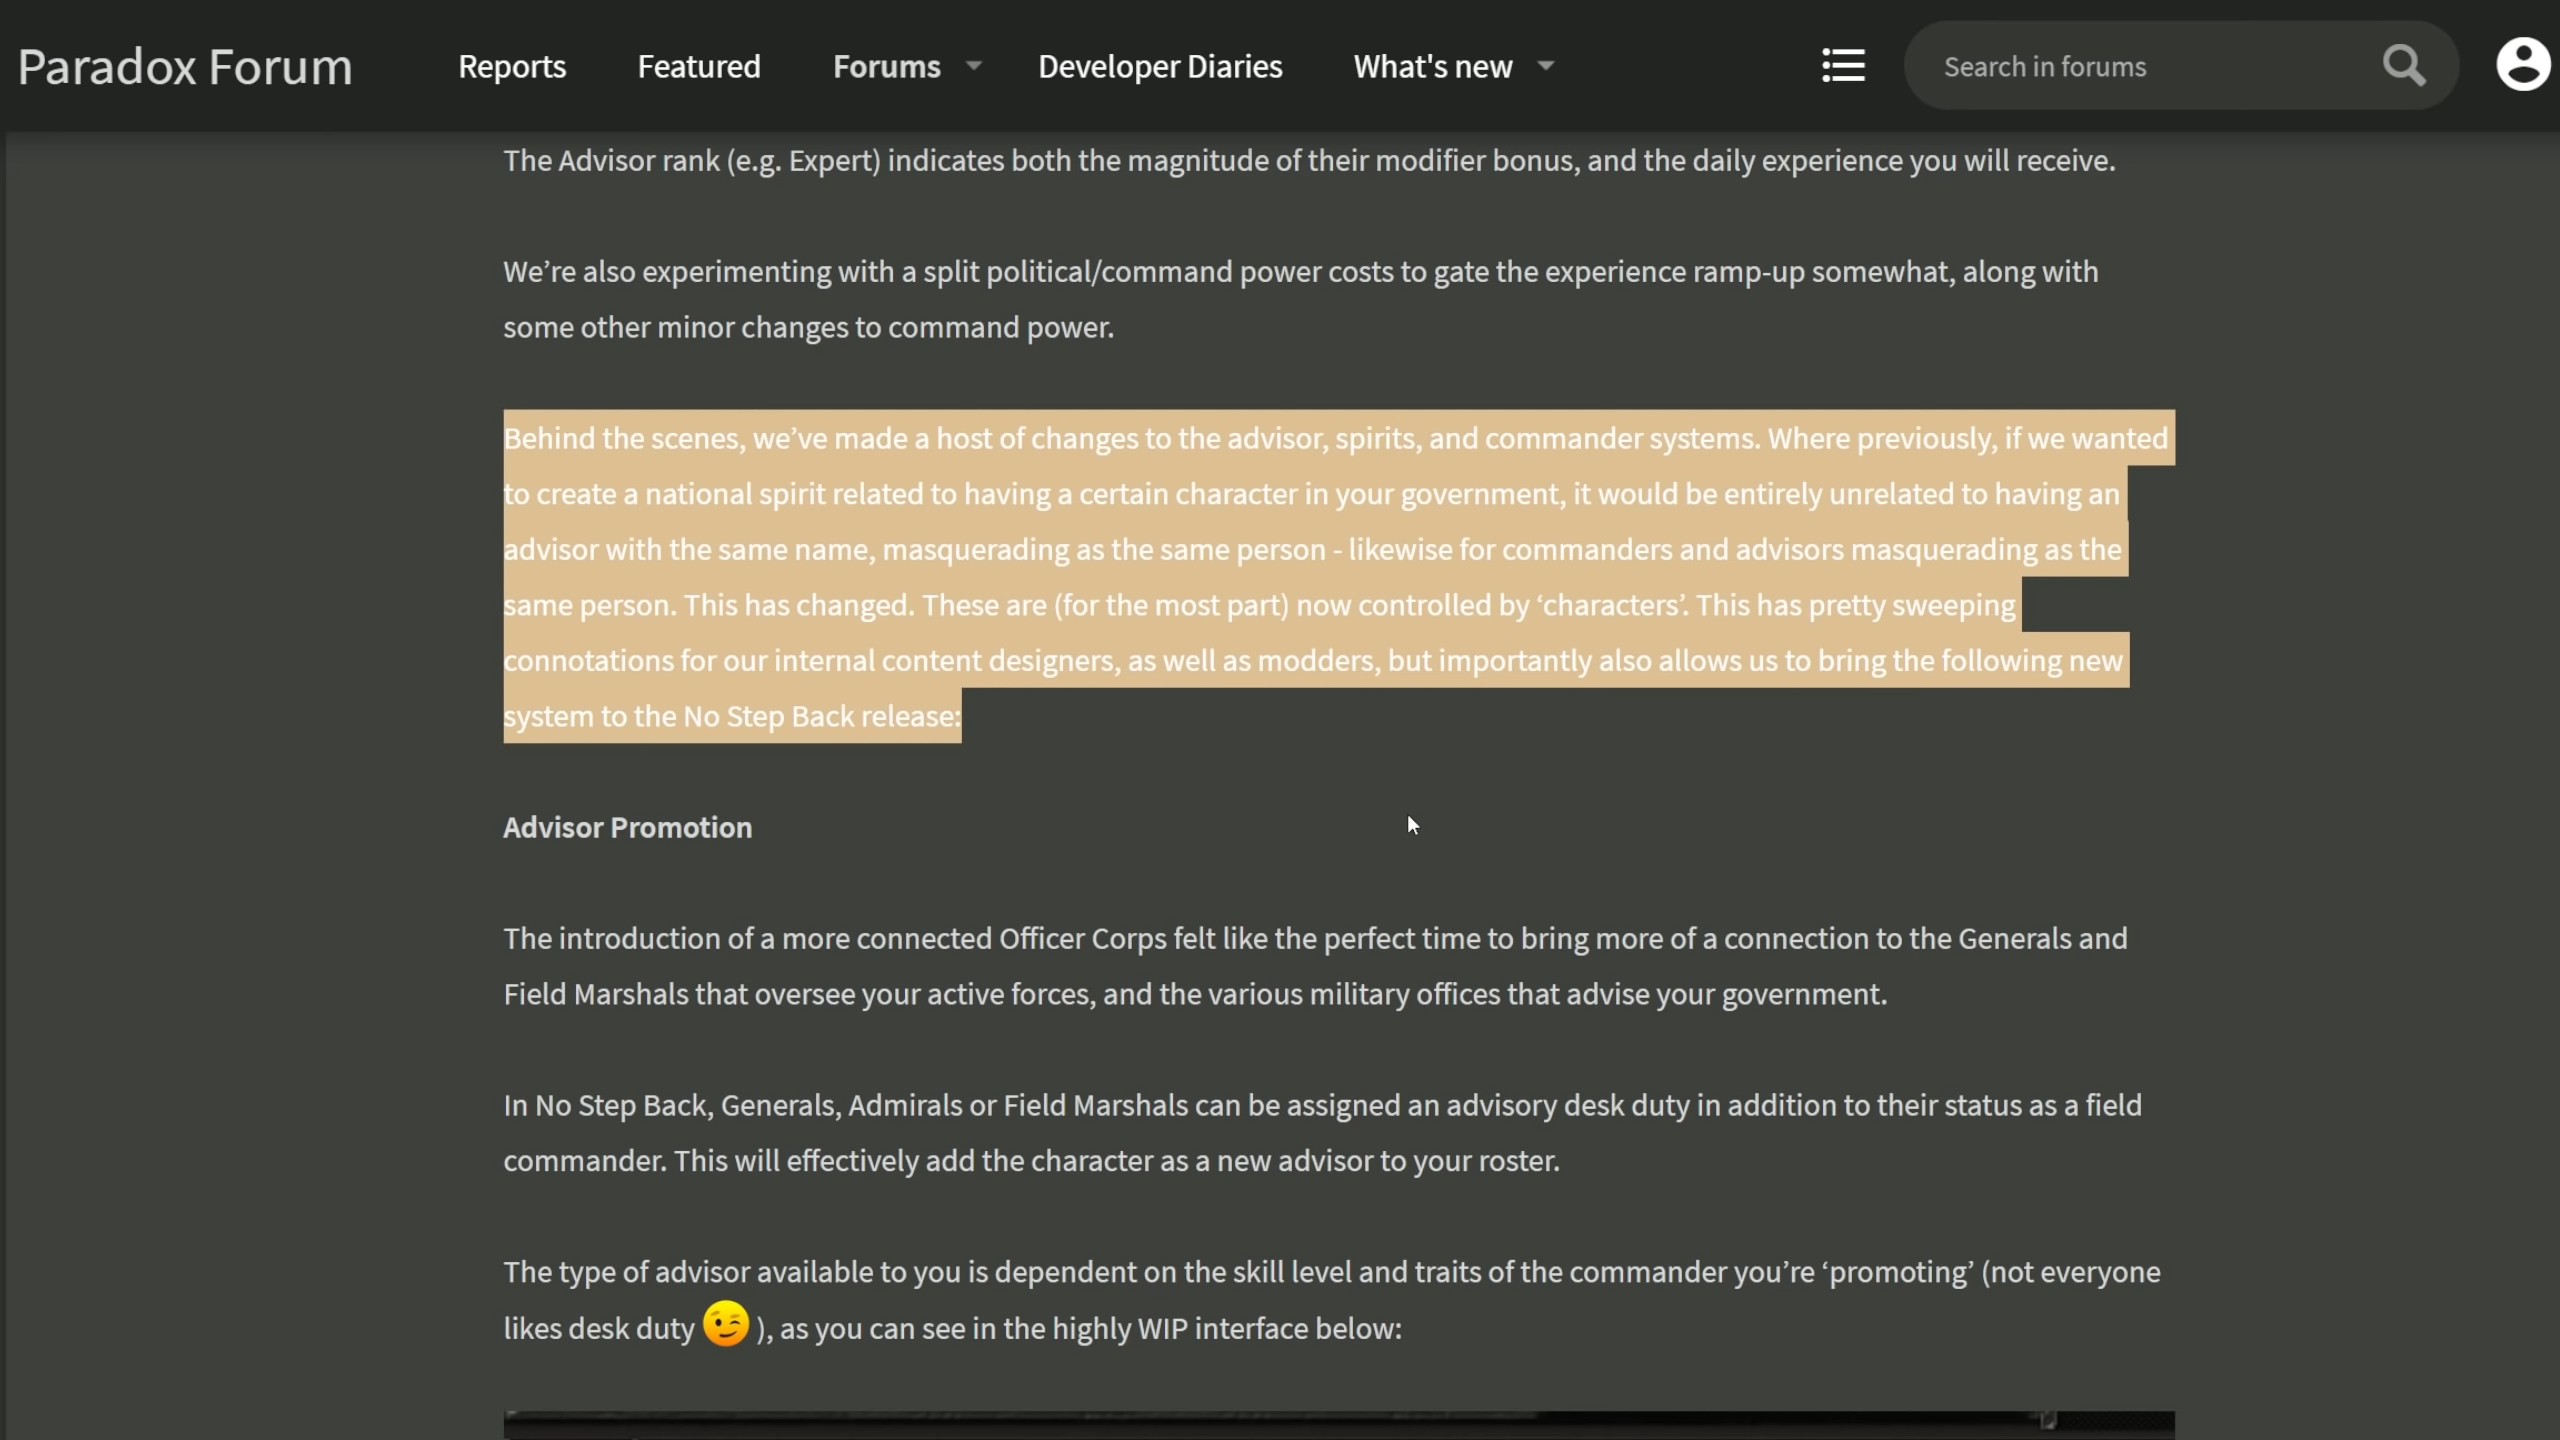 Paradox Forum Reports Featured Forums Developer Diaries What's new Search in forums
The Advisor rank (e.g. Expert) indicates both the magnitude of their modifier bonus, and the daily experience you will receive.
We’re also experimenting with a split political/command power costs to gate the experience ramp-up somewhat, along with
some other minor changes to command power.
Behind the scenes, we’ve made a host of changes to the advisor, spirits, and commander systems. Where previously, if we wanted
to create a national spirit related to having a certain character in your government, it would be entirely unrelated to having an
advisor with the same name, masquerading as the same person - likewise for commanders and advisors masquerading as the
same person. This has changed. These are (for the most part) now controlled by ‘characters’. This has pretty sweeping
connotations for our internal content designers, as well as modders, but importantly also allows us to bring the following new
system to the No Step Back release:
Advisor Promotion
The introduction of a more connected Officer Corps felt like the perfect time to bring more of a connection to the Generals and
Field Marshals that oversee your active forces, and the various military offices that advise your government.
In No Step Back, Generals, Admirals or Field Marshals can be assigned an advisory desk duty in addition to their status as a field
commander. This will effectively add the character as a new advisor to your roster.
The type of advisor available to you is dependent on the skill level and traits of the commander you’re ‘promoting’ (not everyone
likes desk duty 😉 ), as you can see in the highly WIP interface below: